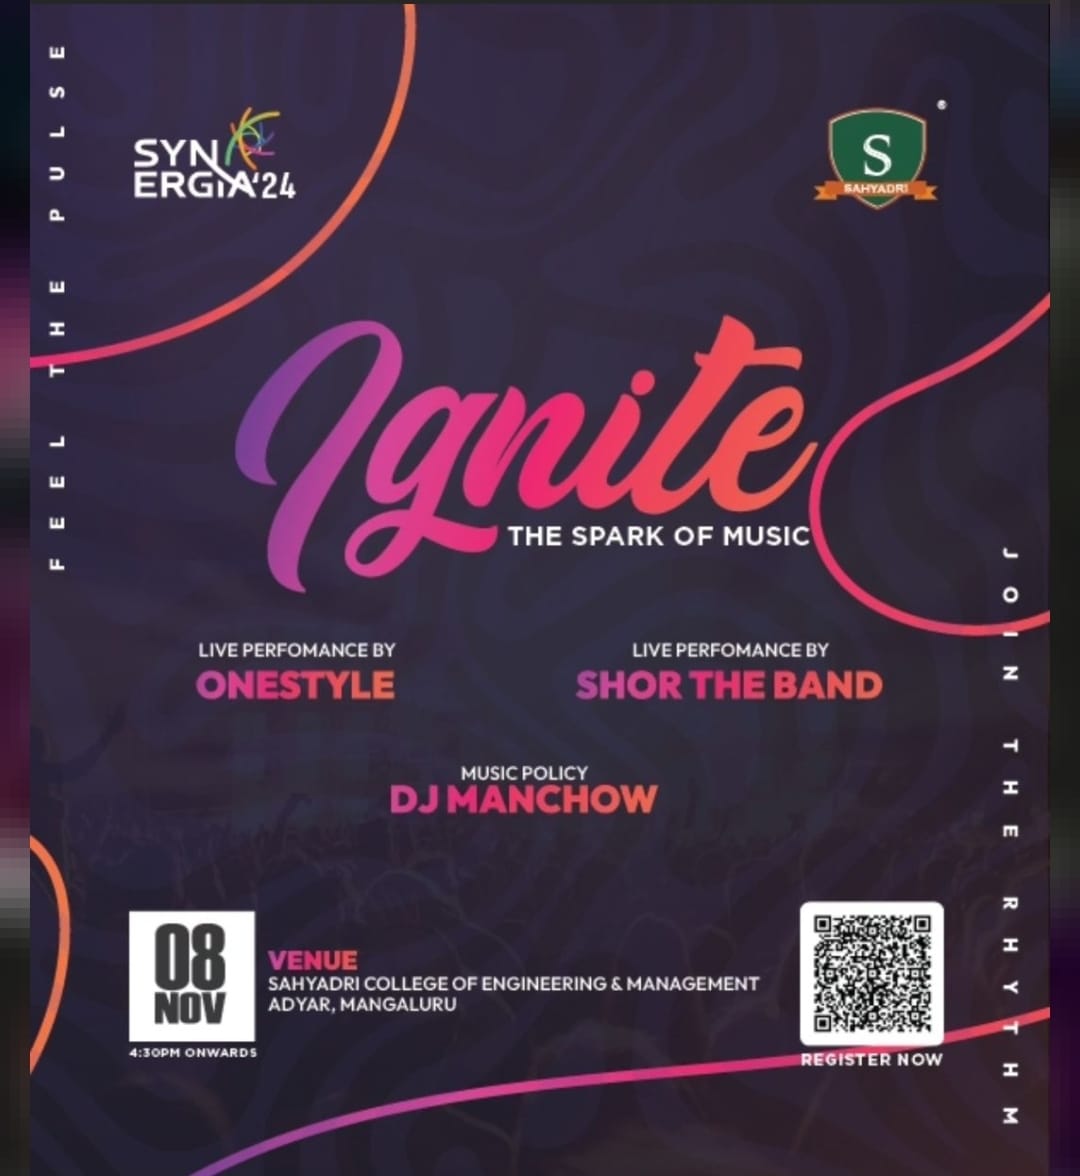 FEEL THE PULSE
SYN
ERGIA'24
®
S
SAHYADRI
Ignite
THE SPARK OF MUSIC
LIVE PERFOMANCE BY
ONESTYLE
LIVE PERFOMANCE BY
SHOR THE BAND
MUSIC POLICY
DJ MANCHOW
JOIN THE RHYTHM
08
NOV
4:30PM ONWARDS
VENUE
SAHYADRI COLLEGE OF ENGINEERING & MANAGEMENT
ADYAR, MANGALURU
REGISTER NOW